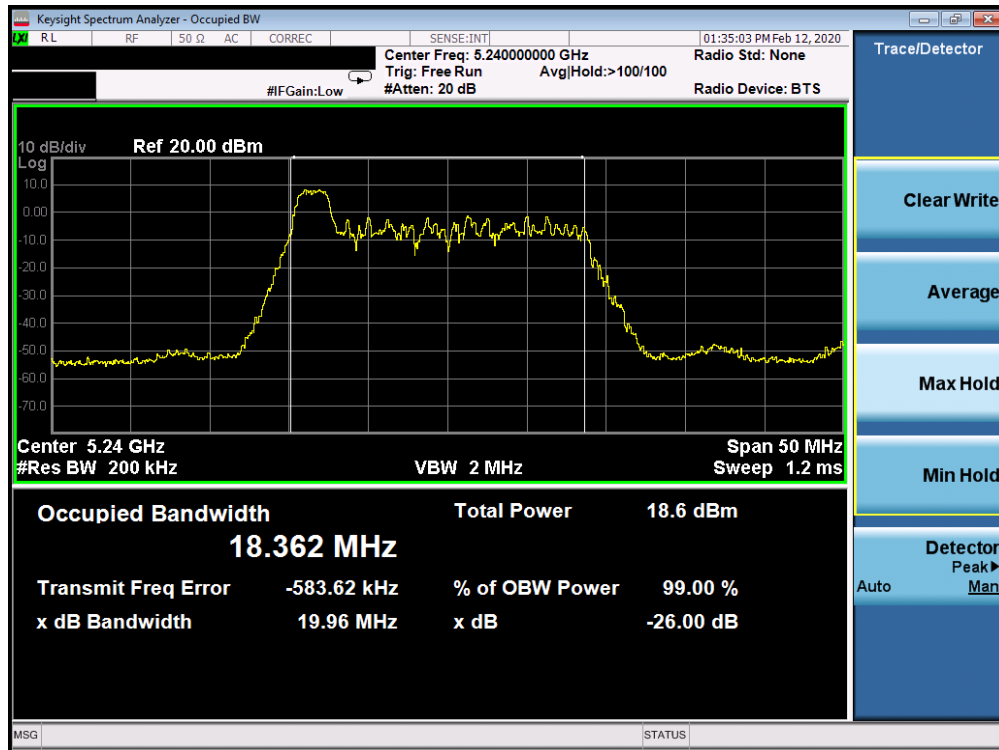 Keysight Spectrum Analyzer - Occupied BW
LXI RL RF 50 Ω AC CORREC SENSE:INT 01:35:03 PM Feb 12, 2020
Center Freq: 5.240000000 GHz Radio Std: None
Trig: Free Run Avg|Hold:>100/100
#IFGain:Low #Atten: 20 dB Radio Device: BTS
10 dB/div Ref 20.00 dBm
Log
10.0
0.00
-10.0
-20.0
-30.0
-40.0
-50.0
-60.0
-70.0
Center 5.24 GHz Span 50 MHz
#Res BW 200 kHz VBW 2 MHz Sweep 1.2 ms
Occupied Bandwidth Total Power 18.6 dBm
18.362 MHz
Transmit Freq Error -583.62 kHz % of OBW Power 99.00 %
x dB Bandwidth 19.96 MHz x dB -26.00 dB
MSG STATUS
Trace/Detector
Clear Write
Average
Max Hold
Min Hold
Detector
Peak▶
Auto Man